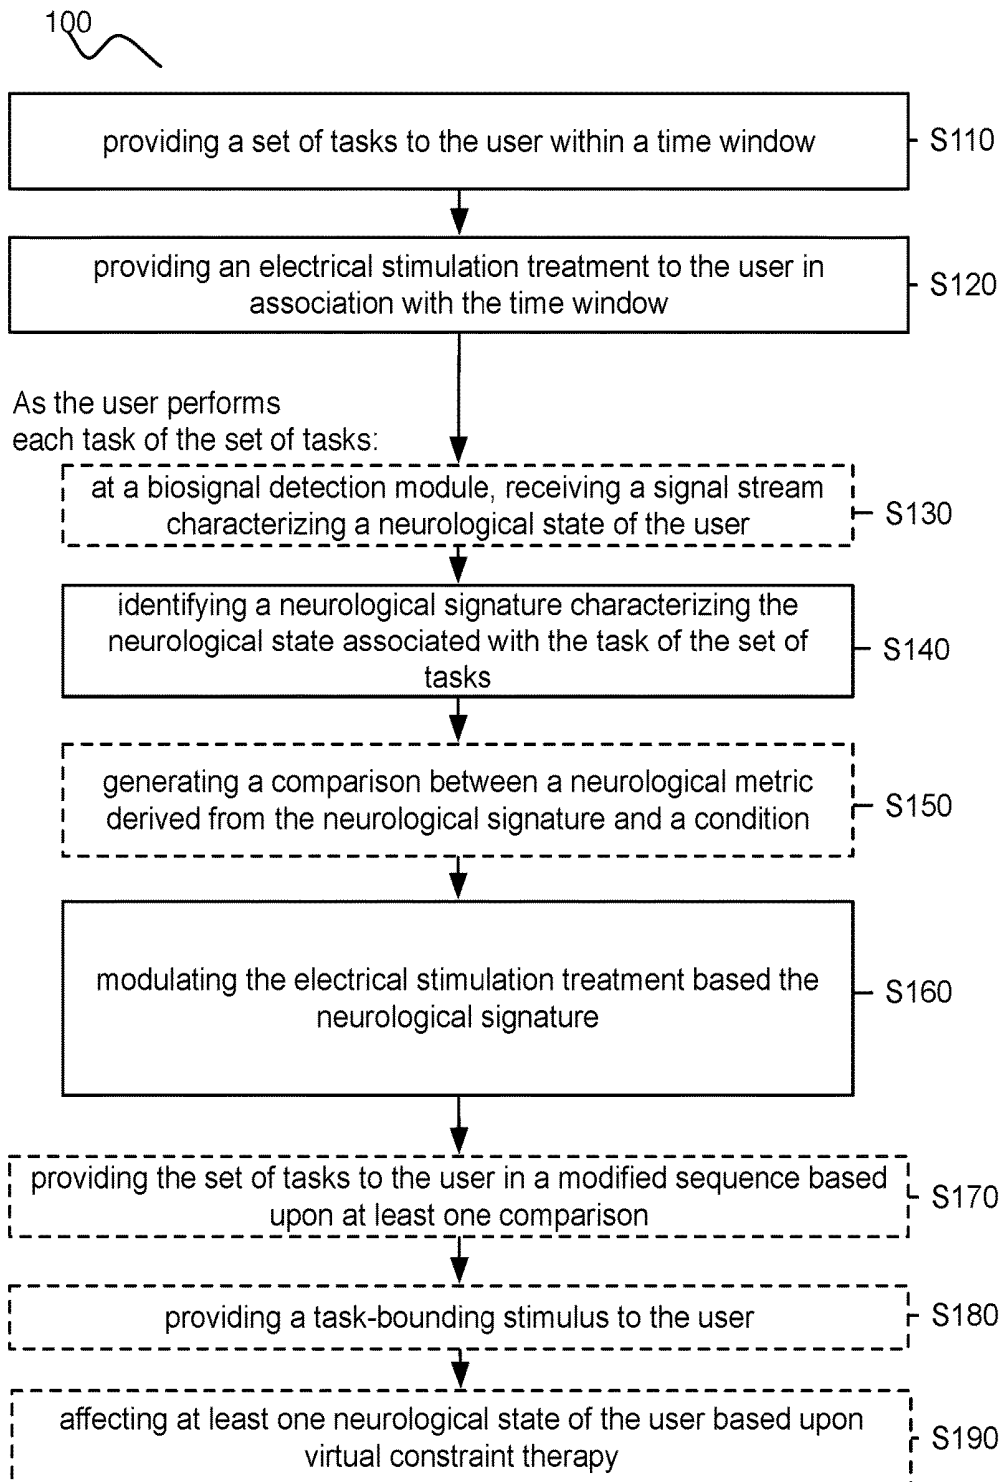 100
providing a set of tasks to the user within a time window
S110
providing an electrical stimulation treatment to the user in
association with the time window
S120
As the user performs
each task of the set of tasks:
at a biosignal detection module, receiving a signal stream
characterizing a neurological state of the user
S130
identifying a neurological signature characterizing the
neurological state associated with the task of the set of
tasks
S140
generating a comparison between a neurological metric
derived from the neurological signature and a condition
S150
modulating the electrical stimulation treatment based the
neurological signature
S160
providing the set of tasks to the user in a modified sequence based
upon at least one comparison
S170
providing a task-bounding stimulus to the user
S180
affecting at least one neurological state of the user based upon
virtual constraint therapy
S190